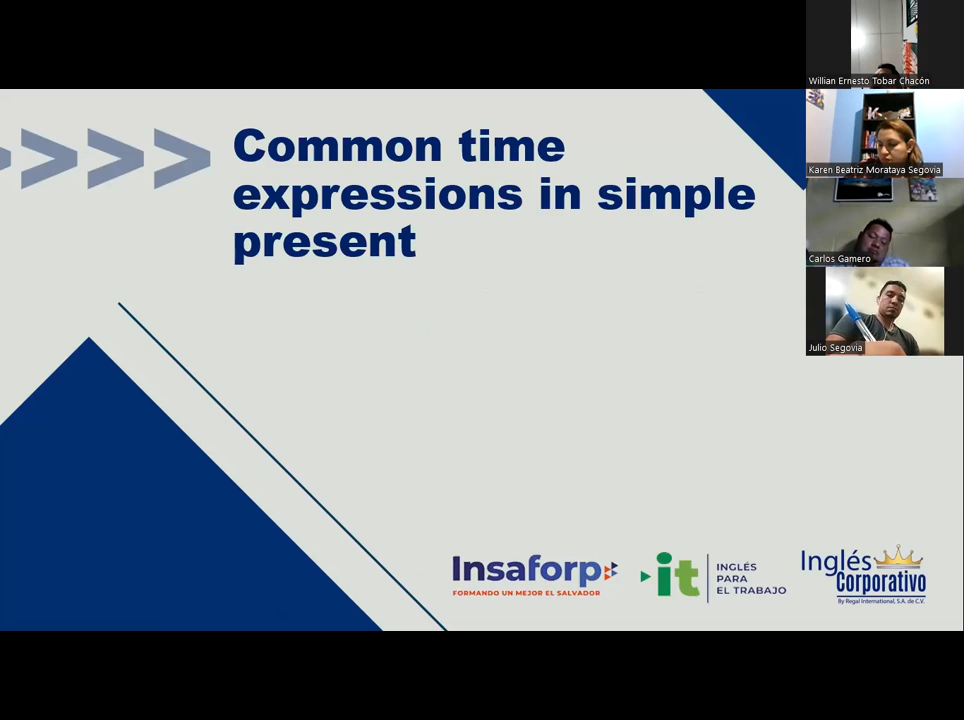 Common time
expressions in simple
present
Willian Ernesto Tobar Chacón
Karen Beatriz Morataya Segovia
Carlos Gamero
Julio Segovia
Insaforp
FORMANDO UN MEJOR EL SALVADOR
it
INGLÉS
PARA
EL TRABAJO
Inglés
Corporativo
By Regal International, S.A. de C.V.